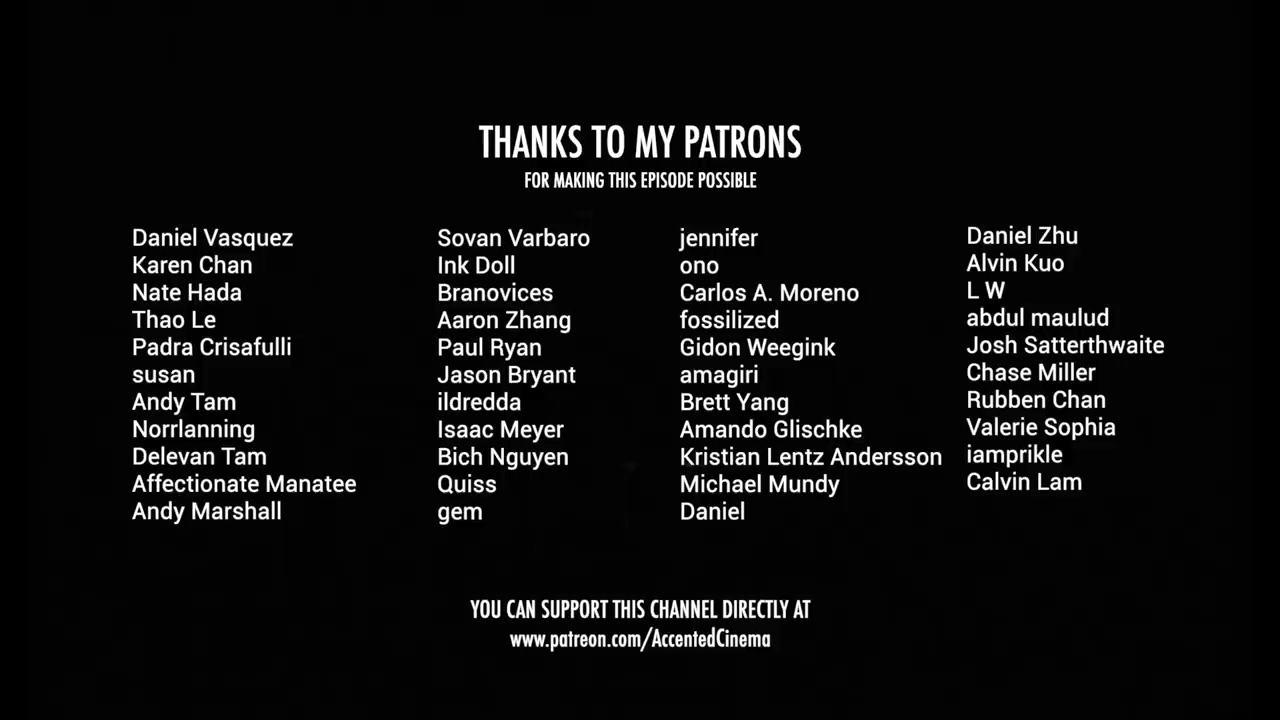 THANKS TO MY PATRONS
FOR MAKING THIS EPISODE POSSIBLE
Daniel Vasquez
Karen Chan
Nate Hada
Thao Le
Padra Crisafulli
susan
Andy Tam
Norrlanning
Delevan Tam
Affectionate Manatee
Andy Marshall
Sovan Varbaro
Ink Doll
Branovices
Aaron Zhang
Paul Ryan
Jason Bryant
ildredda
Isaac Meyer
Bich Nguyen
Quiss
gem
jennifer
ono
Carlos A. Moreno
fossilized
Gidon Weegink
amagiri
Brett Yang
Amando Glischke
Kristian Lentz Andersson
Michael Mundy
Daniel
Daniel Zhu
Alvin Kuo
L W
abdul maulud
Josh Satterthwaite
Chase Miller
Rubben Chan
Valerie Sophia
iamprikle
Calvin Lam
YOU CAN SUPPORT THIS CHANNEL DIRECTLY AT
www.patreon.com/AccentedCinema